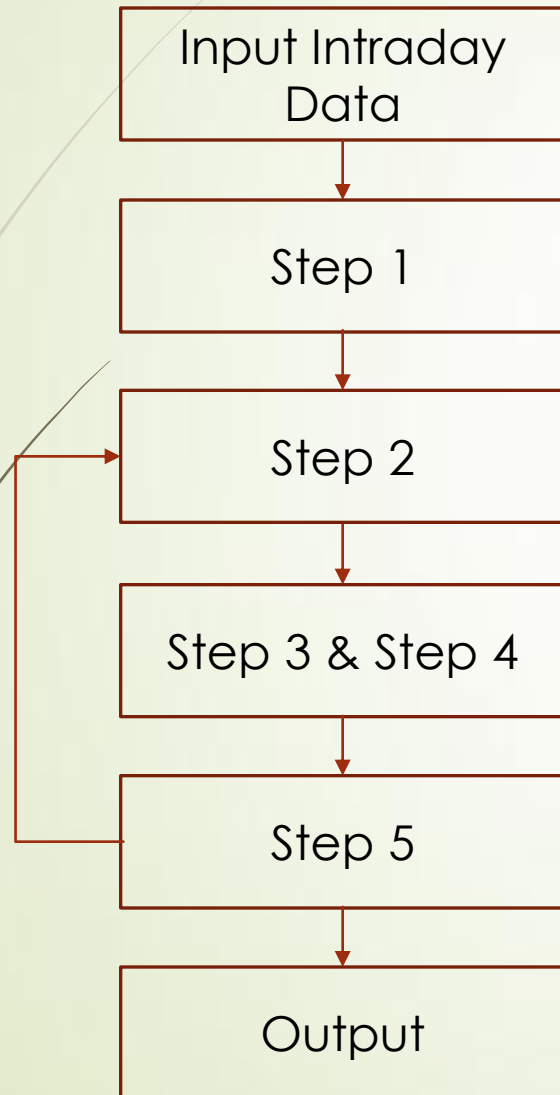 Input Intraday
Data
Step 1
Step 2
Step 3 & Step 4
Step 5
Output